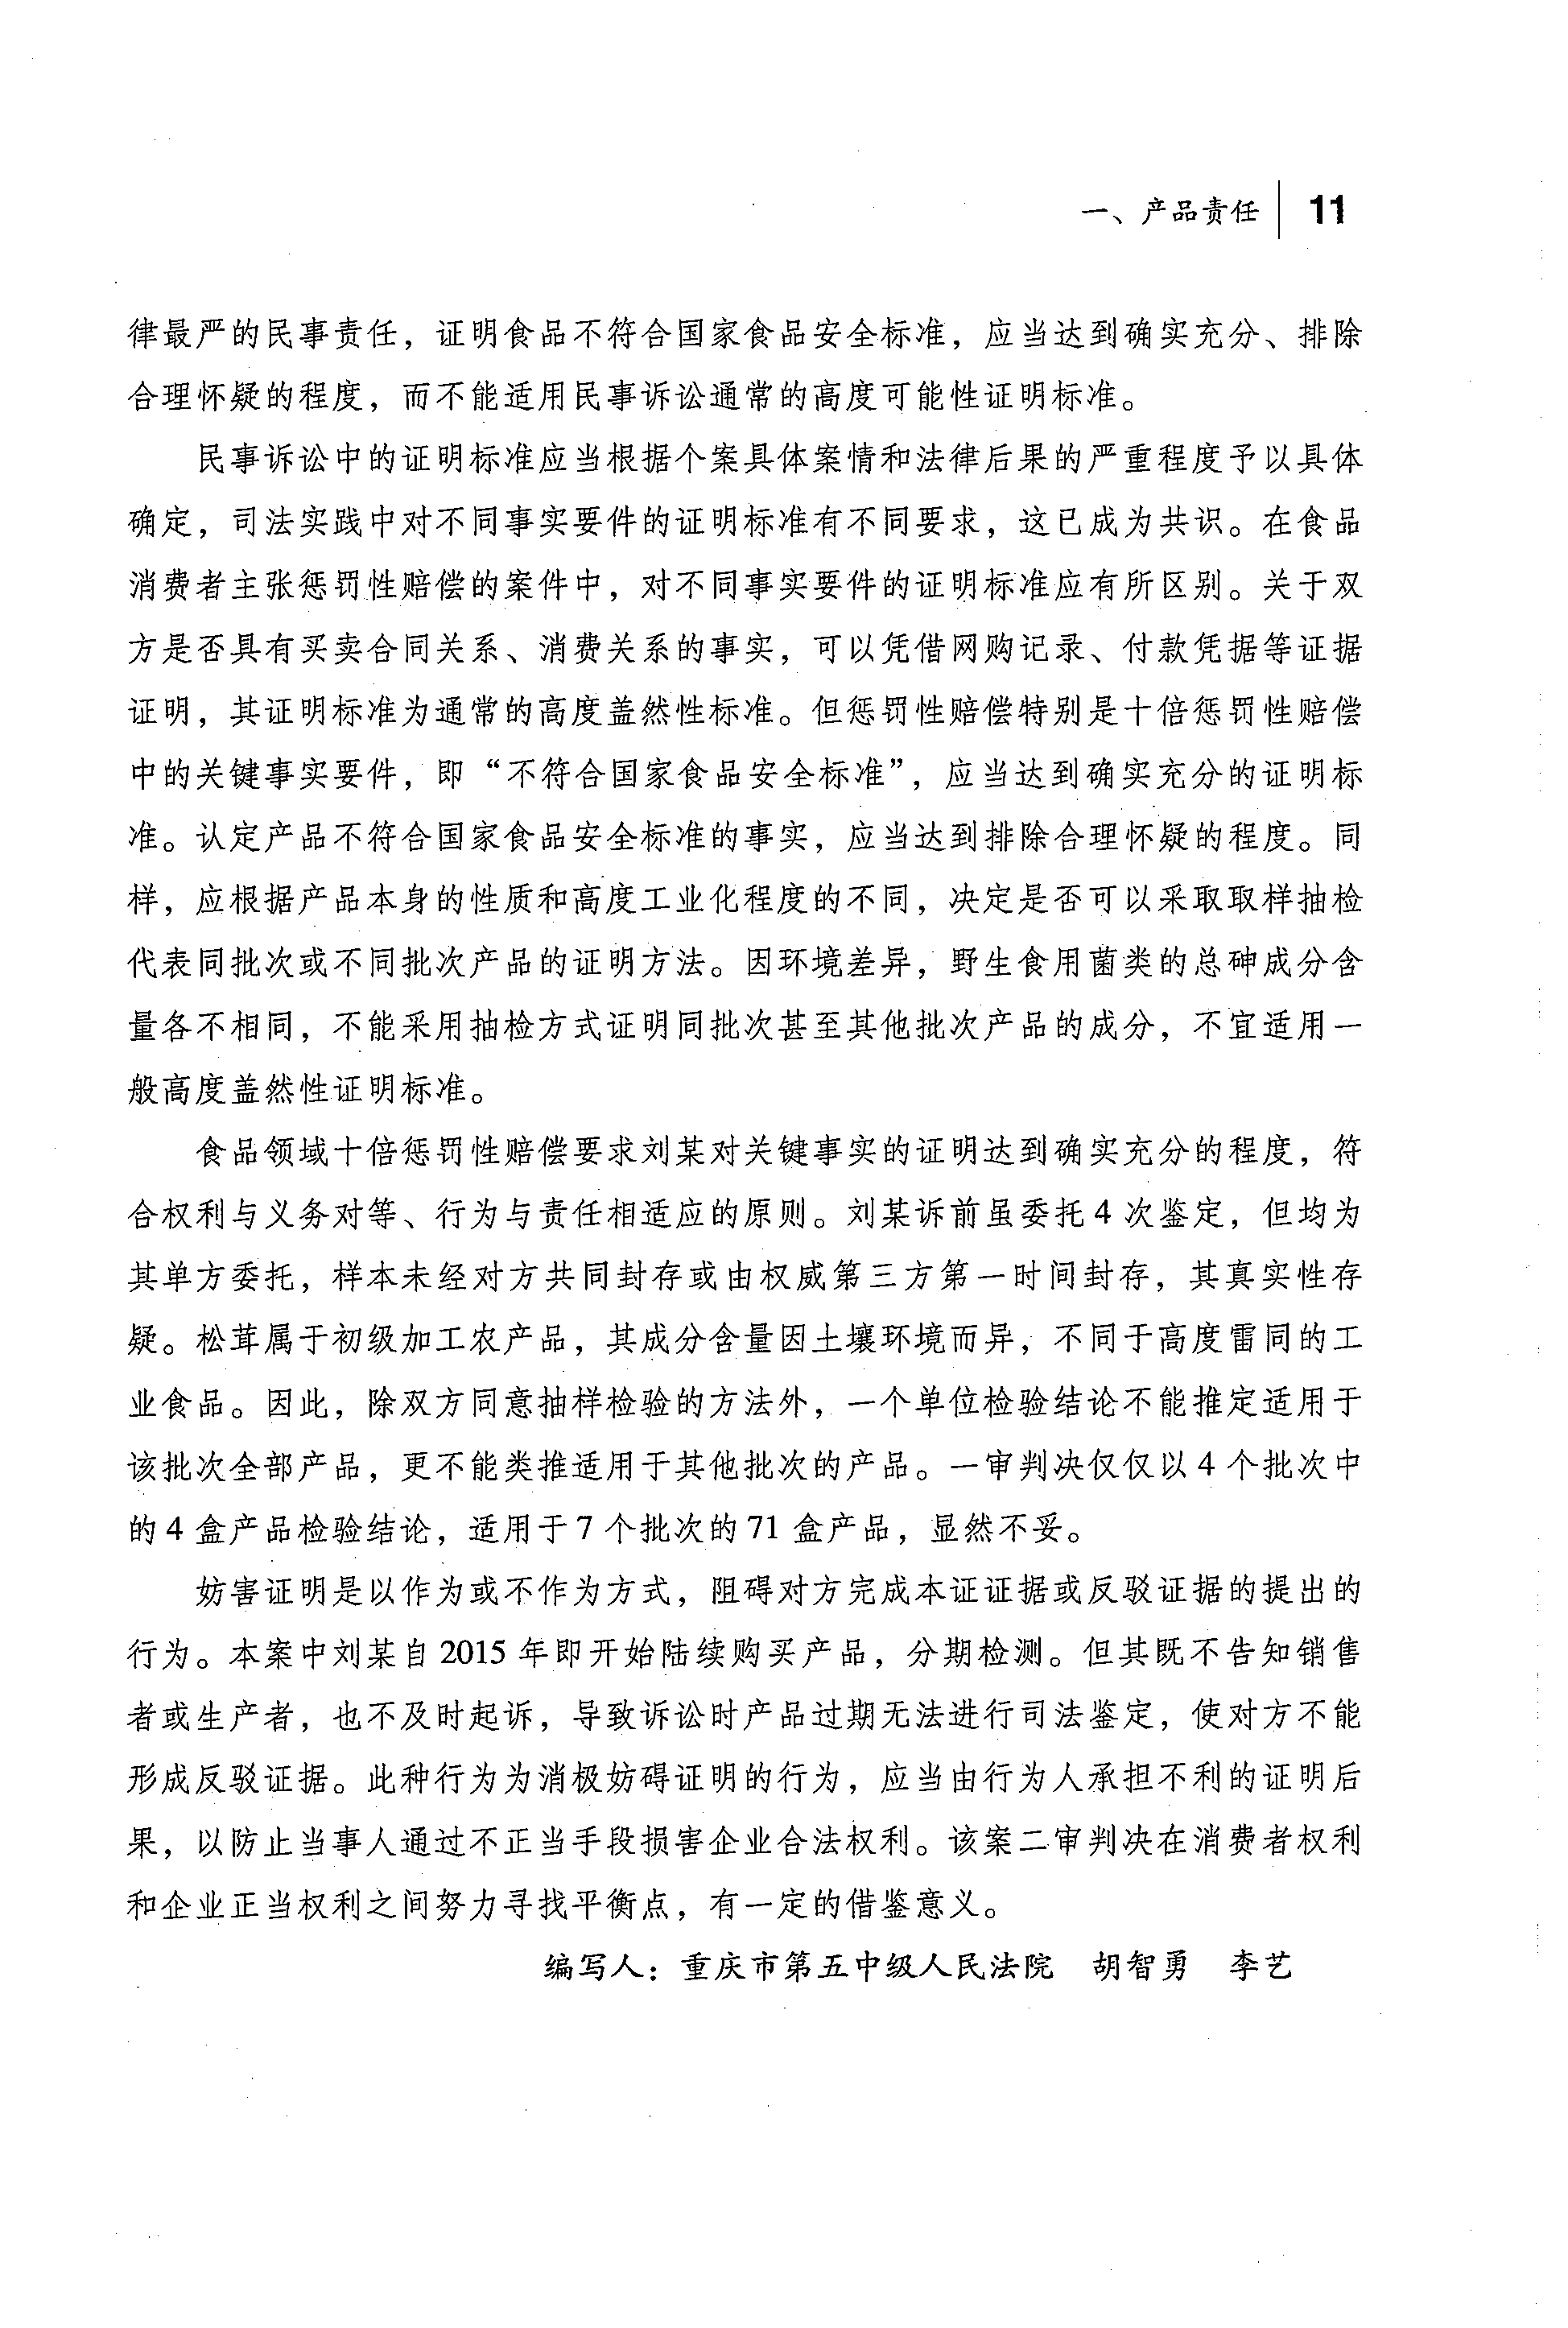 一、产品责任 11
律最严的民事责任，证明食品不符合国家食品安全标准，应当达到确实充分、排除
合理怀疑的程度，而不能适用民事诉讼通常的高度可能性证明标准。
民事诉讼中的证明标准应当根据个案具体案情和法律后果的严重程度予以具体
确定，司法实践中对不同事实要件的证明标准有不同要求，这已成为共识。在食品
消费者主张惩罚性赔偿的案件中，对不同事实要件的证明标准应有所区别。关于双
方是否具有买卖合同关系、消费关系的事实，可以凭借网购记录、付款凭据等证据
证明，其证明标准为通常的高度盖然性标准。但惩罚性赔偿特别是十倍惩罚性赔偿
中的关键事实要件，即“不符合国家食品安全标准”，应当达到确实充分的证明标
准。认定产品不符合国家食品安全标准的事实，应当达到排除合理怀疑的程度。同
样，应根据产品本身的性质和高度工业化程度的不同，决定是否可以采取取样抽检
代表同批次或不同批次产品的证明方法。因环境差异，野生食用菌类的总砷成分含
量各不相同，不能采用抽检方式证明同批次甚至其他批次产品的成分，不宜适用一
般高度盖然性证明标准。
食品领域十倍惩罚性赔偿要求刘某对关键事实的证明达到确实充分的程度，符
合权利与义务对等、行为与责任相适应的原则。刘某诉前虽委托4次鉴定，但均为
其单方委托，样本未经对方共同封存或由权威第三方第一时间封存，其真实性存
疑。松茸属于初级加工农产品，其成分含量因土壤环境而异，不同于高度雷同的工
业食品。因此，除双方同意抽样检验的方法外，一个单位检验结论不能推定适用于
该批次全部产品，更不能类推适用于其他批次的产品。一审判决仅仅以4个批次中
的4盒产品检验结论，适用于7个批次的71盒产品，显然不妥。
妨害证明是以作为或不作为方式，阻碍对方完成本证证据或反驳证据的提出的
行为。本案中刘某自2015年即开始陆续购买产品，分期检测。但其既不告知销售
者或生产者，也不及时起诉，导致诉讼时产品过期无法进行司法鉴定，使对方不能
形成反驳证据。此种行为为消极妨碍证明的行为，应当由行为人承担不利的证明后
果，以防止当事人通过不正当手段损害企业合法权利。该案二审判决在消费者权利
和企业正当权利之间努力寻找平衡点，有一定的借鉴意义。
编写人：重庆市第五中级人民法院　胡智勇　李艺